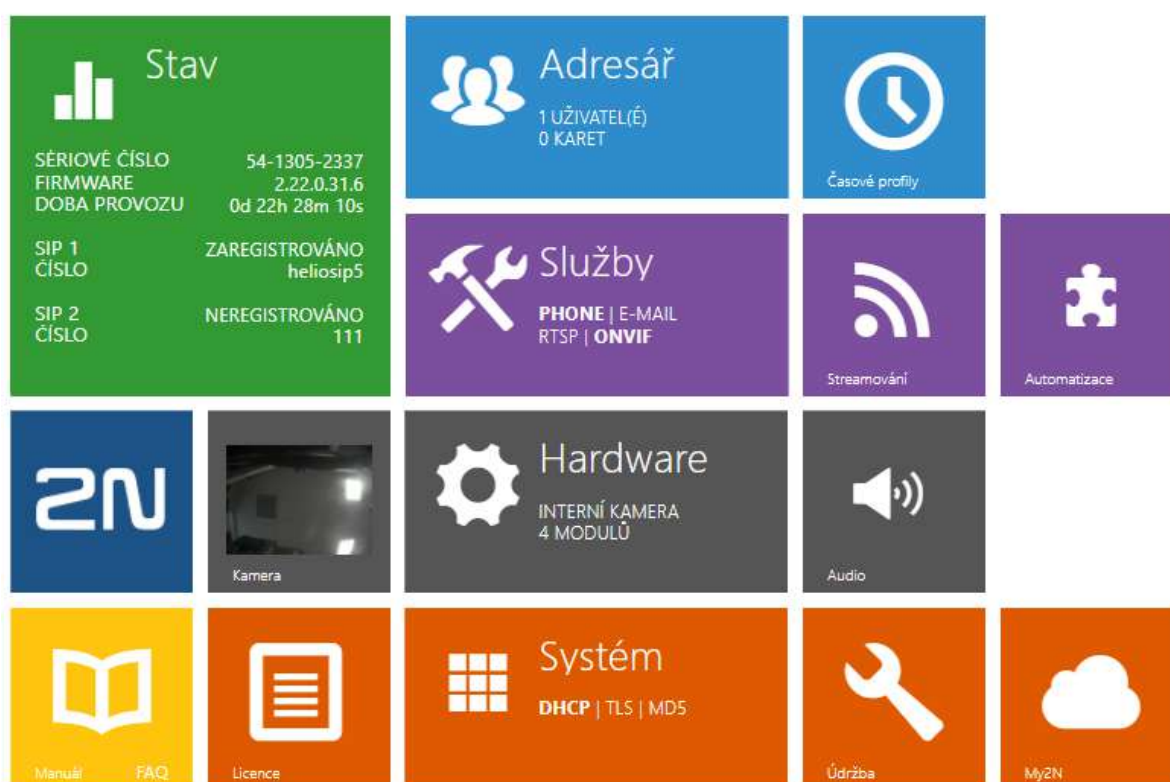 Stav
SÉRIOVÉ ČÍSLO 54-1305-2337
FIRMWARE 2.22.0.31.6
DOBA PROVOZU 0d 22h 28m 10s
SIP 1 ZAREGISTROVÁNO
ČÍSLO heliosip5
SIP 2 NEREGISTROVÁNO
ČÍSLO 111
Adresář
1 UŽIVATEL(É)
0 KARET
Časové profily
Služby
PHONE | E-MAIL
RTSP | ONVIF
Streamování
Automatizace
2N
Kamera
Hardware
INTERNÍ KAMERA
4 MODULŮ
Audio
Manuál FAQ
Licence
Systém
DHCP | TLS | MD5
Údržba
My2N